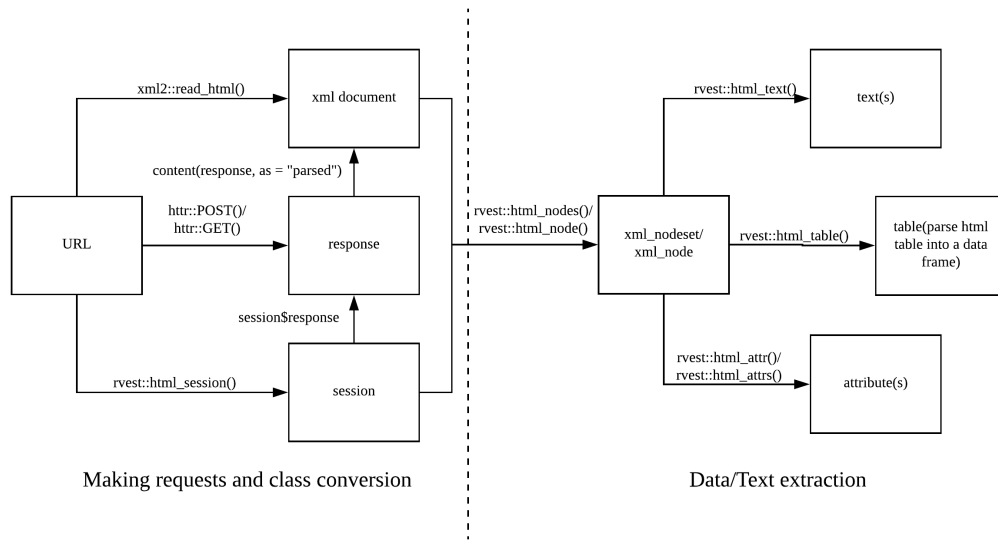 xml2::read_html()
xml document
content(response, as = "parsed")
URL
httr::POST()/
httr::GET()
response
session$response
rvest::html_session()
session
Making requests and class conversion
rvest::html_nodes()/
rvest::html_node()
xml_nodeset/
xml_node
rvest::html_text()
text(s)
rvest::html_table()
table(parse html
table into a data
frame)
rvest::html_attr()/
rvest::html_attrs()
attribute(s)
Data/Text extraction